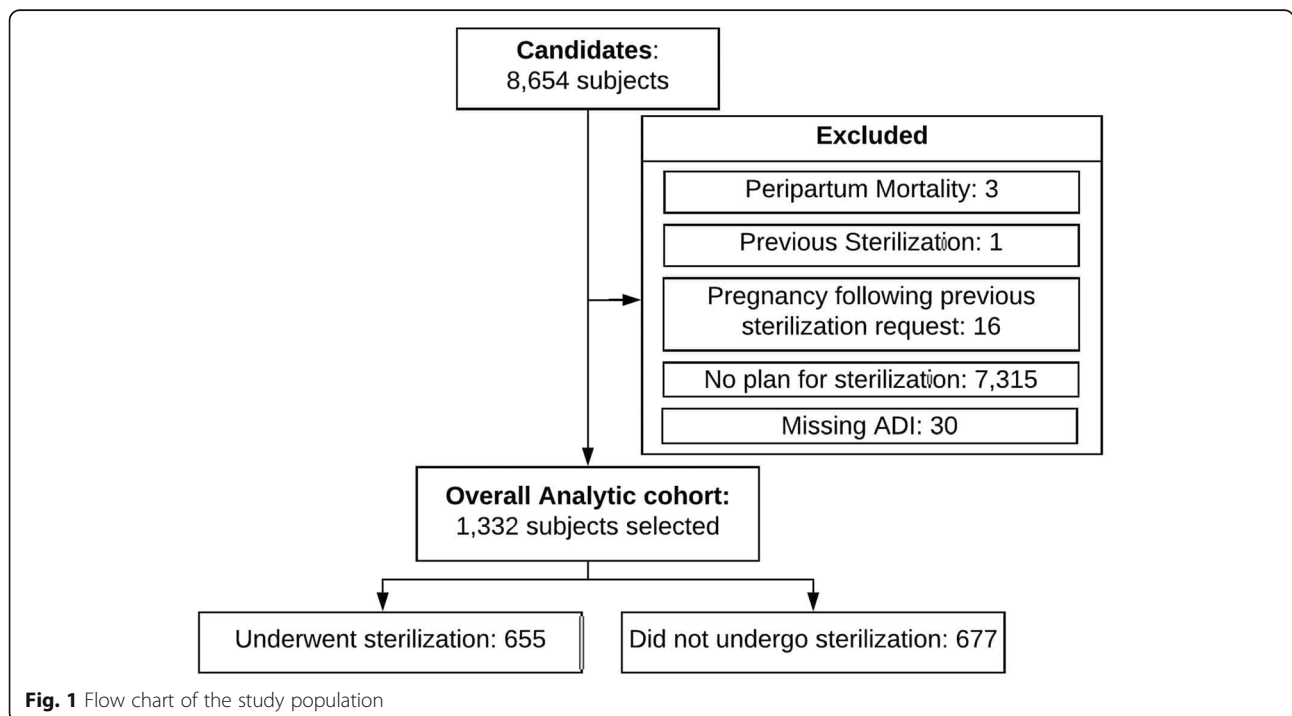 Candidates:
8,654 subjects
Excluded
Peripartum Mortality: 3
Previous Sterilization: 1
Pregnancy following previous
sterilization request: 16
No plan for sterilization: 7,315
Missing ADI: 30
Overall Analytic cohort:
1,332 subjects selected
Underwent sterilization: 655
Did not undergo sterilization: 677
Fig. 1 Flow chart of the study population